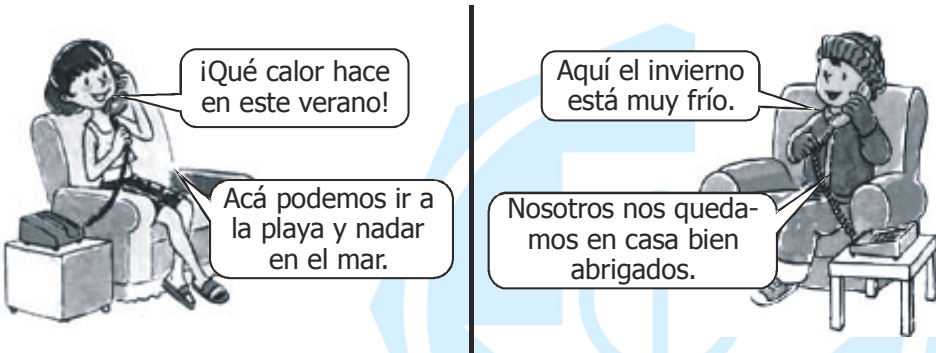 ¡Qué calor hace
en este verano!
Acá podemos ir a
la playa y nadar
en el mar.
Aquí el invierno
está muy frío.
Nosotros nos queda-
mos en casa bien
abrigados.